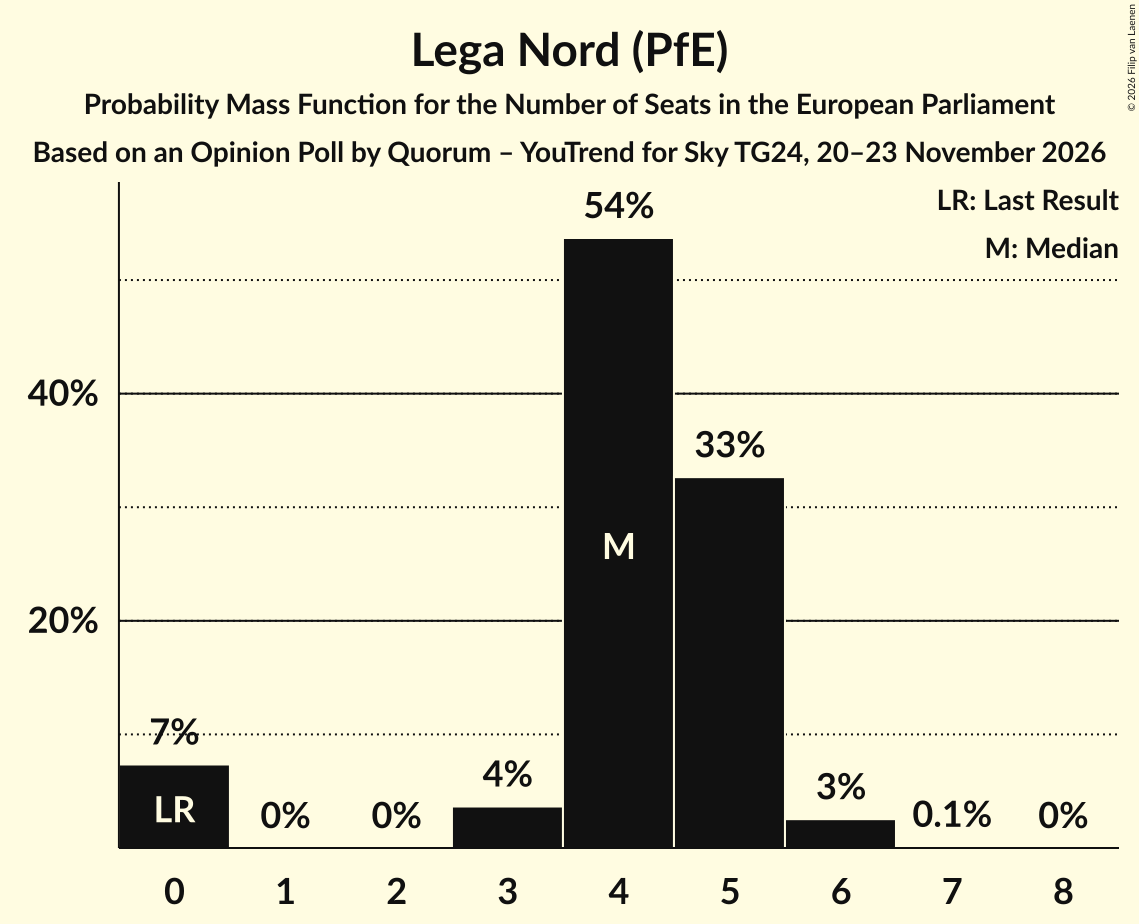 Lega Nord (PfE)
Probability Mass Function for the Number of Seats in the European Parliament
Based on an Opinion Poll by Quorum – YouTrend for Sky TG24, 20–23 November 2026
© 2026 Filip van Laenen
LR: Last Result
M: Median
54%
40%
33%
M
20%
7%
LR
0%
0%
4%
3%
0.1%
0%
0 1 2 3 4 5 6 7 8